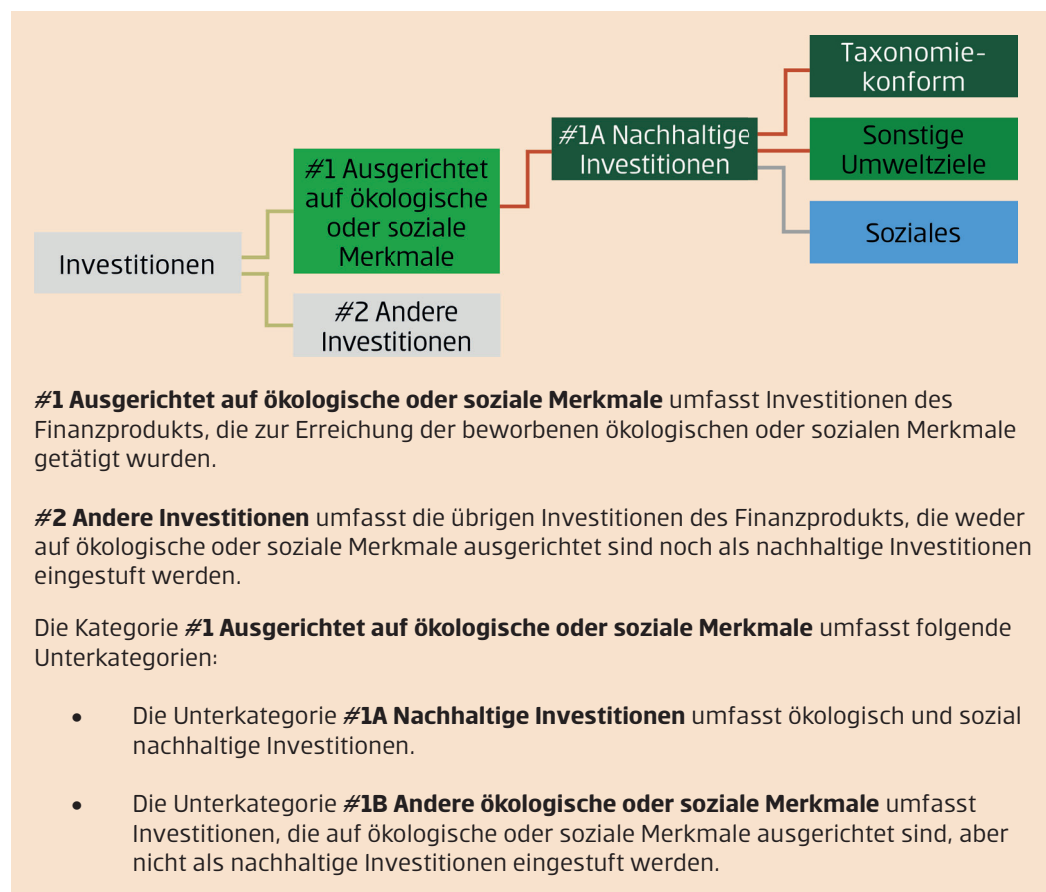 Taxonomie-
konform
#1A Nachhaltige
Investitionen
Sonstige
Umweltziele
#1 Ausgerichtet
auf ökologische
oder soziale
Merkmale
Soziales
Investitionen
#2 Andere
Investitionen
#1 Ausgerichtet auf ökologische oder soziale Merkmale umfasst Investitionen des
Finanzprodukts, die zur Erreichung der beworbenen ökologischen oder sozialen Merkmale
getätigt wurden.
#2 Andere Investitionen umfasst die übrigen Investitionen des Finanzprodukts, die weder
auf ökologische oder soziale Merkmale ausgerichtet sind noch als nachhaltige Investitionen
eingestuft werden.
Die Kategorie #1 Ausgerichtet auf ökologische oder soziale Merkmale umfasst folgende
Unterkategorien:
• Die Unterkategorie #1A Nachhaltige Investitionen umfasst ökologisch und sozial
nachhaltige Investitionen.
• Die Unterkategorie #1B Andere ökologische oder soziale Merkmale umfasst
Investitionen, die auf ökologische oder soziale Merkmale ausgerichtet sind, aber
nicht als nachhaltige Investitionen eingestuft werden.